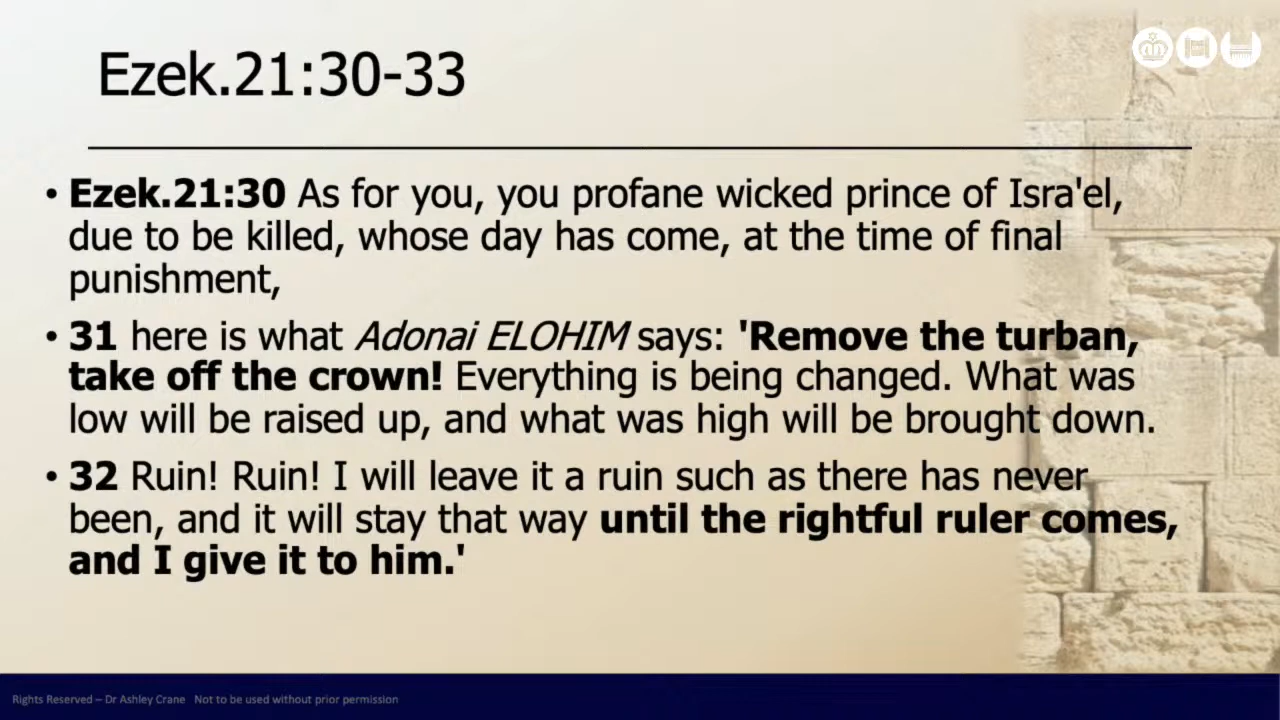 Ezek.21:30-33
• Ezek.21:30 As for you, you profane wicked prince of Isra'el,
due to be killed, whose day has come, at the time of final
punishment,
• 31 here is what Adonai ELOHIM says: 'Remove the turban,
take off the crown! Everything is being changed. What was
low will be raised up, and what was high will be brought down.
• 32 Ruin! Ruin! I will leave it a ruin such as there has never
been, and it will stay that way until the rightful ruler comes,
and I give it to him.'
Rights Reserved – Dr Ashley Crane Not to be used without prior permission